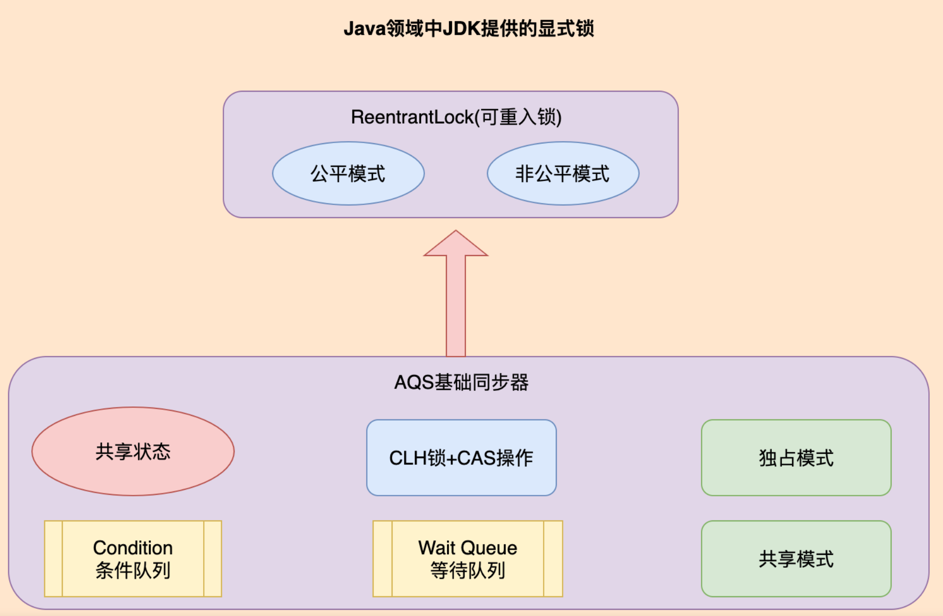 Java领域中JDK提供的显式锁
ReentrantLock(可重入锁)
公平模式
非公平模式
AQS基础同步器
共享状态
CLH锁+CAS操作
独占模式
Condition
条件队列
Wait Queue
等待队列
共享模式